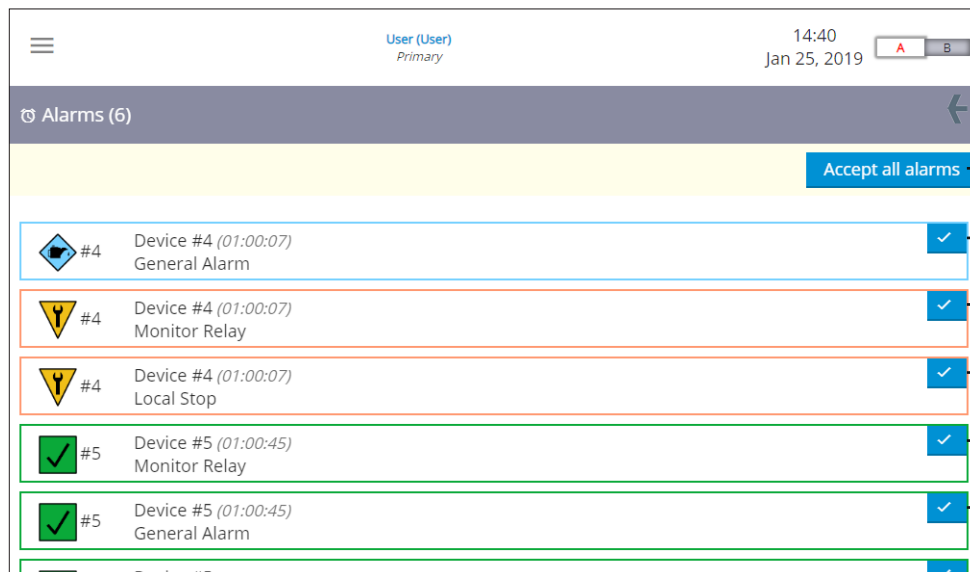 User (User)
Primary
14:40
Jan 25, 2019
A
B
Alarms (6)
Accept all alarms
#4
Device #4 (01:00:07)
General Alarm
#4
Device #4 (01:00:07)
Monitor Relay
#4
Device #4 (01:00:07)
Local Stop
#5
Device #5 (01:00:45)
Monitor Relay
#5
Device #5 (01:00:45)
General Alarm